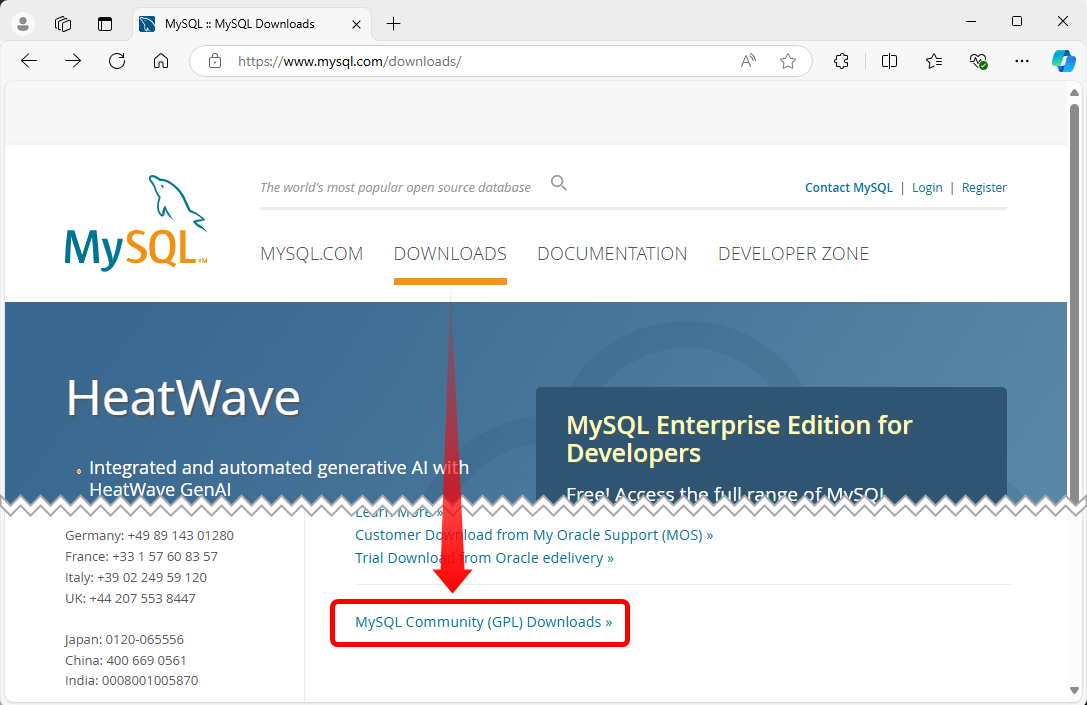 MySQL :: MySQL Downloads
https://www.mysql.com/downloads/
The world's most popular open source database
Contact MySQL | Login | Register
MySQL™
MYSQL.COM DOWNLOADS DOCUMENTATION DEVELOPER ZONE
HeatWave
Integrated and automated generative AI with
HeatWave GenAI
MySQL Enterprise Edition for
Developers
Free! Access the full range of MySQL
Learn More »
Customer Download from My Oracle Support (MOS) »
Trial Download from Oracle edelivery »
MySQL Community (GPL) Downloads »
Germany: +49 89 143 01280
France: +33 1 57 60 83 57
Italy: +39 02 249 59 120
UK: +44 207 553 8447
Japan: 0120-065556
China: 400 669 0561
India: 0008001005870